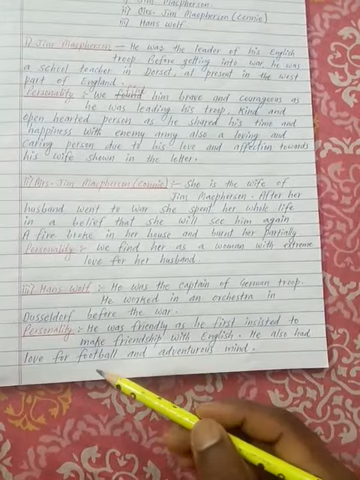 i) Jim Macpherson
ii) Mrs. Jim Macpherson (Connie)
iii) Hans Wolf.
i) Jim Macpherson - He was the leader of his English
troop. Before getting into war, he was
a school teacher in Dorset, at present in the west
part of England.
Personality:- We found him brave and courageous as
he was leading his troop. Kind and
open hearted person as he shared his time and
happiness with enemy army also a loving and
caring person due to his love and affection towards
his wife shown in the letter.
ii) Mrs. Jim Macpherson (Connie) :- She is the wife of
Jim Macpherson. After her
husband went to war she spent her whole life
in a belief that she will see him again.
A fire broke in her house and burnt her partially
Personality :- We find her as a woman with extreme
love for her husband.
iii) Hans Wolf :- He was the captain of German troop.
He worked in an orchestra in
Dusseldorf before the war.
Personality :- He was friendly as he first insisted to
make friendship with English. He also had
love for football and adventurous mind.